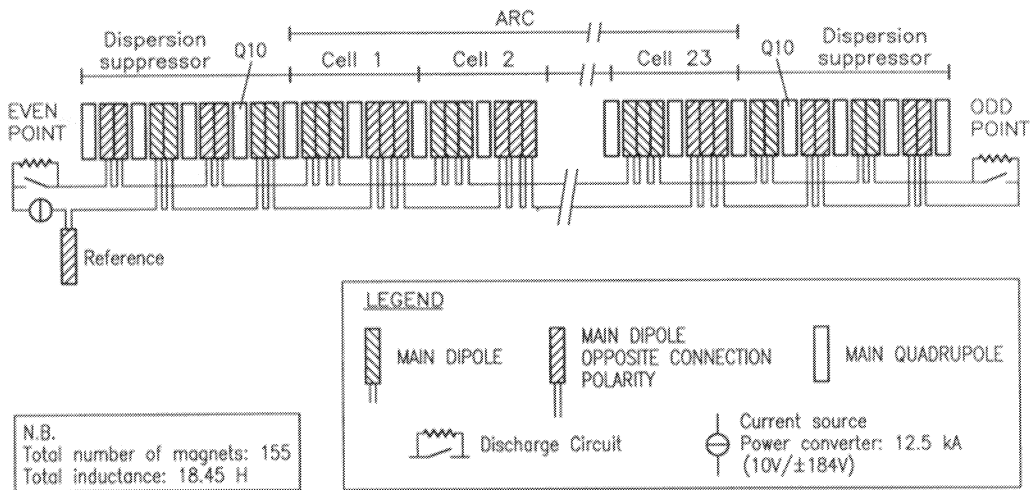 ARC
Dispersion
suppressor
Q10
Cell 1
Cell 2
Cell 23
Q10
Dispersion
suppressor
EVEN
POINT
ODD
POINT
Reference
LEGEND
MAIN DIPOLE
MAIN DIPOLE
OPPOSITE CONNECTION
POLARITY
MAIN QUADRUPOLE
Discharge Circuit
Current source
Power converter: 12.5 kA
(10V/±184V)
N.B.
Total number of magnets: 155
Total inductance: 18.45 H